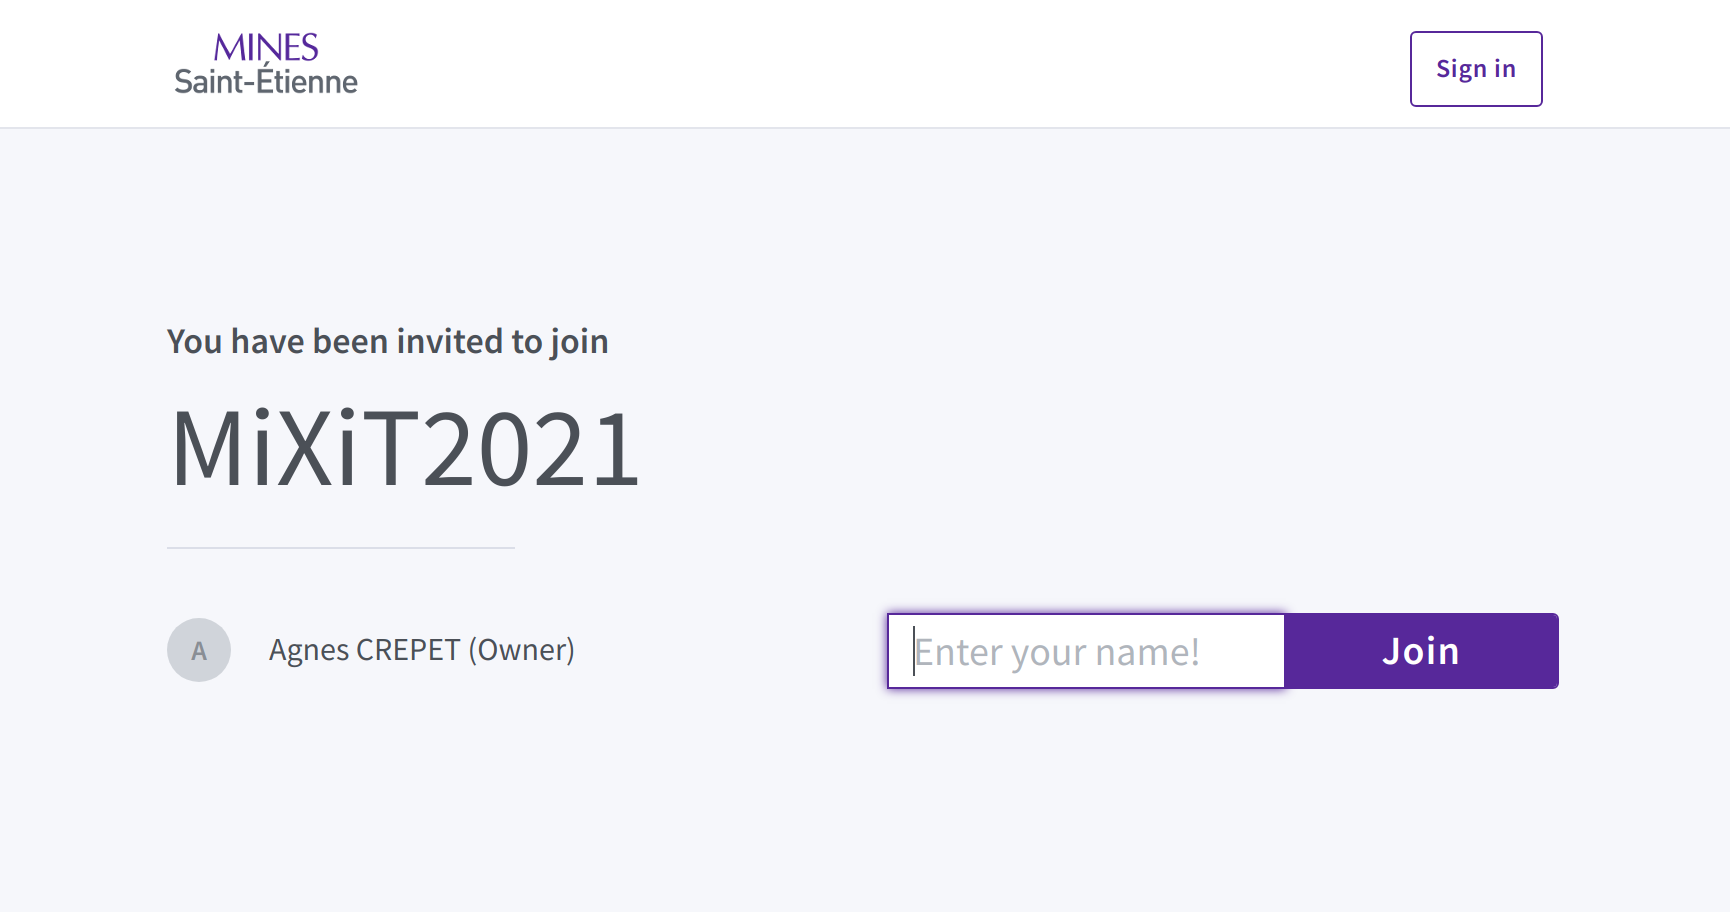 MINES
Saint-Étienne
Sign in
You have been invited to join
MiXiT2021
A
Agnes CREPET (Owner)
Enter your name!
Join